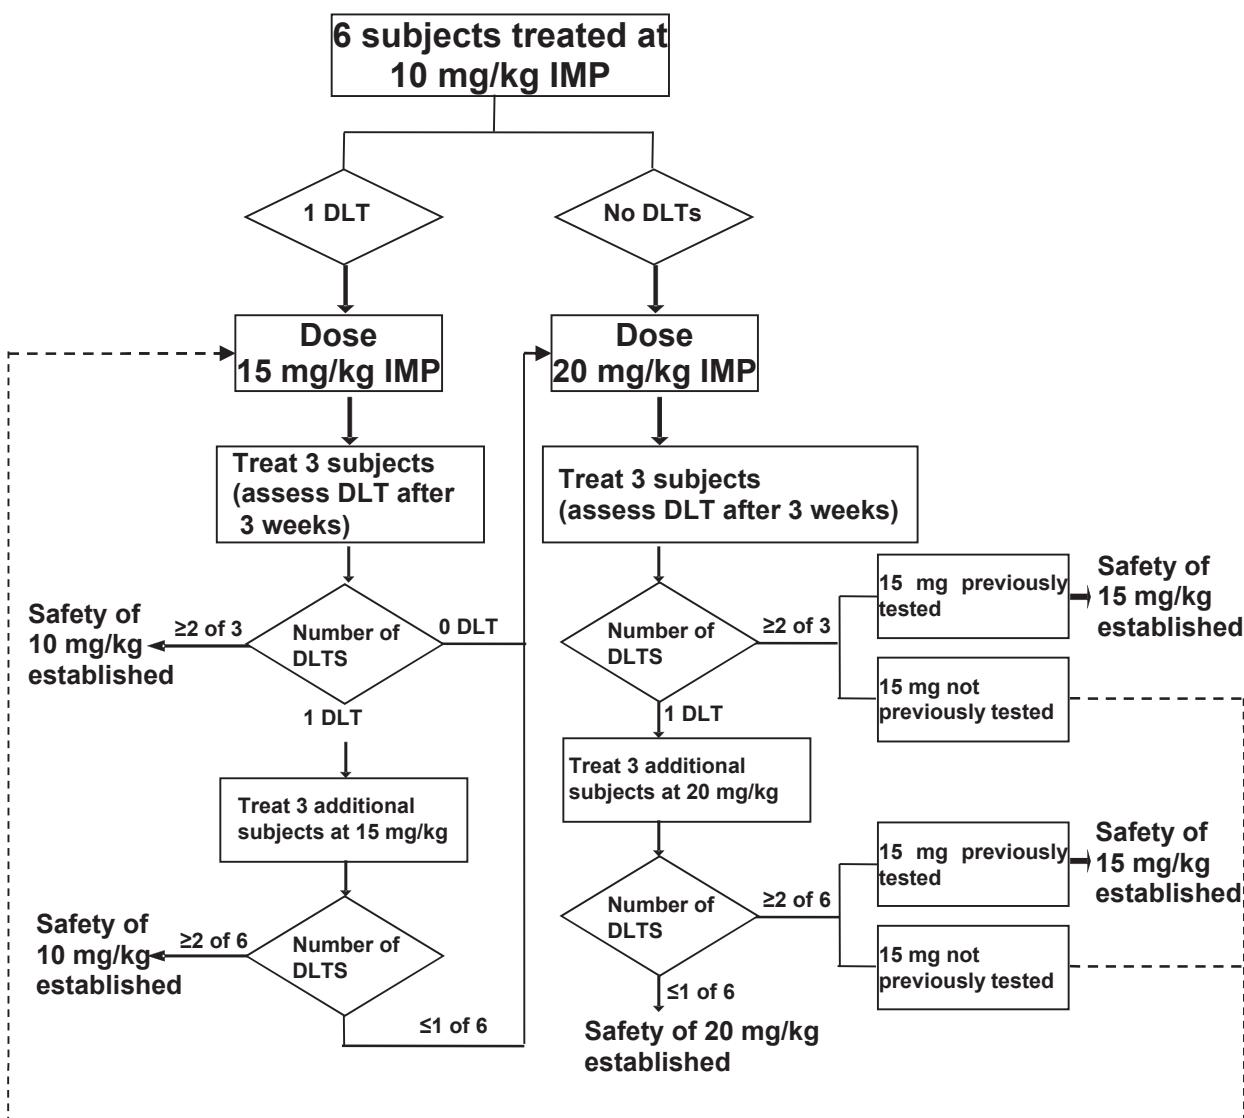 6 subjects treated at
10 mg/kg IMP
1 DLT
No DLTs
Dose
15 mg/kg IMP
Dose
20 mg/kg IMP
Treat 3 subjects
(assess DLT after
3 weeks)
Treat 3 subjects
(assess DLT after 3 weeks)
Safety of
10 mg/kg
established
≥2 of 3
Number of
DLTS
0 DLT
1 DLT
Number of
DLTS
≥2 of 3
1 DLT
15 mg previously
tested
Safety of
15 mg/kg
established
15 mg not
previously tested
Treat 3 additional
subjects at 15 mg/kg
Treat 3 additional
subjects at 20 mg/kg
Safety of
10 mg/kg
established
≥2 of 6
Number of
DLTS
≤1 of 6
Number of
DLTS
≥2 of 6
15 mg previously
tested
Safety of
15 mg/kg
established
15 mg not
previously tested
≤1 of 6
Safety of 20 mg/kg
established